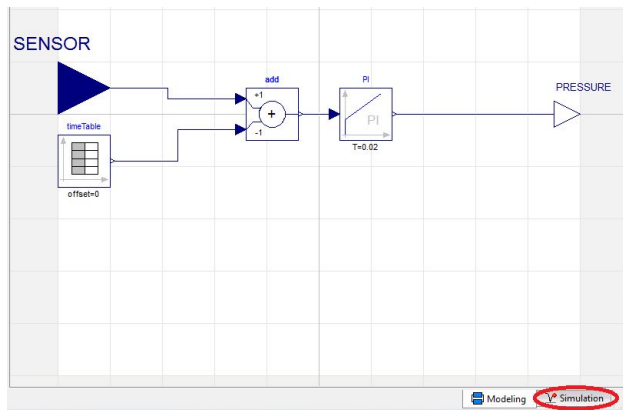 SENSOR
add
PI
PRESSURE
+1
+
-1
PI
timeTable
T=0.02
offset=0
Modeling
Simulation